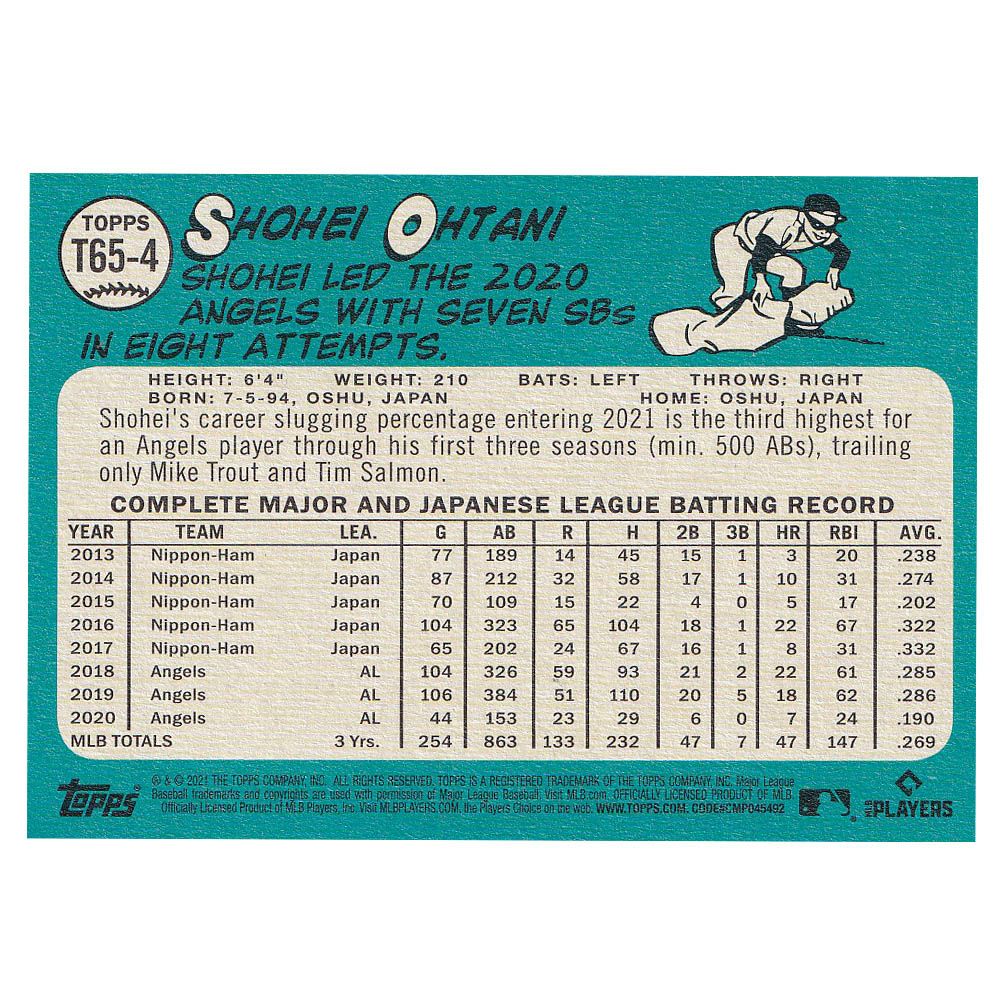 TOPPS
T65-4
SHOHEI OHTANI
SHOHEI LED THE 2020
ANGELS WITH SEVEN SBs
IN EIGHT ATTEMPTS.
HEIGHT: 6'4" WEIGHT: 210 BATS: LEFT THROWS: RIGHT
BORN: 7-5-94, OSHU, JAPAN HOME: OSHU, JAPAN
Shohei's career slugging percentage entering 2021 is the third highest for
an Angels player through his first three seasons (min. 500 ABs), trailing
only Mike Trout and Tim Salmon.
COMPLETE MAJOR AND JAPANESE LEAGUE BATTING RECORD
YEAR TEAM LEA. G AB R H 2B 3B HR RBI AVG.
2013 Nippon-Ham Japan 77 189 14 45 15 1 3 20 .238
2014 Nippon-Ham Japan 87 212 32 58 17 1 10 31 .274
2015 Nippon-Ham Japan 70 109 15 22 4 0 5 17 .202
2016 Nippon-Ham Japan 104 323 65 104 18 1 22 67 .322
2017 Nippon-Ham Japan 65 202 24 67 16 1 8 31 .332
2018 Angels AL 104 326 59 93 21 2 22 61 .285
2019 Angels AL 106 384 51 110 20 5 18 62 .286
2020 Angels AL 44 153 23 29 6 0 7 24 .190
MLB TOTALS 3 Yrs. 254 863 133 232 47 7 47 147 .269
topps
® & © 2021 THE TOPPS COMPANY, INC. ALL RIGHTS RESERVED. TOPPS IS A REGISTERED TRADEMARK OF THE TOPPS COMPANY, INC. Major League
Baseball trademarks and copyrights are used with permission of Major League Baseball. Visit MLB.com. OFFICIALLY LICENSED PRODUCT OF MLB
Officially Licensed Product of MLB Players, Inc. Visit MLBPLAYERS.COM, the Players Choice on the web. WWW.TOPPS.COM. CODE#CMP045492
MLB PLAYERS